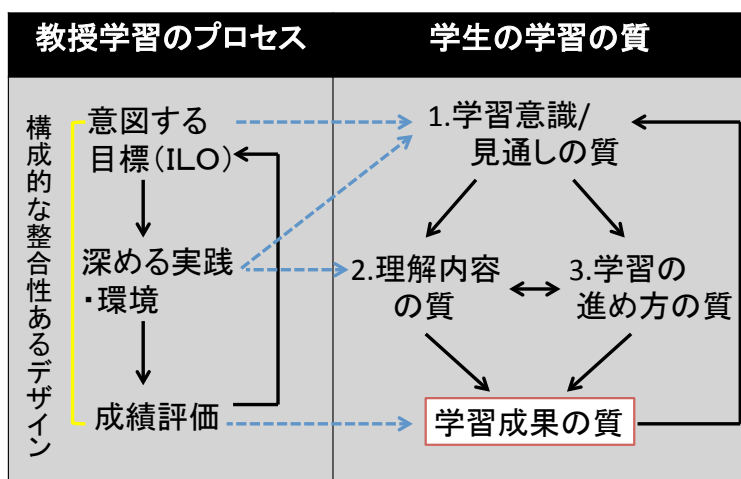 教授学習のプロセス
学生の学習の質
構成的な整合性あるデザイン
意図する
目標(ILO)
深める実践
・環境
成績評価
1.学習意識/
見通しの質
2.理解内容
の質
3.学習の
進め方の質
学習成果の質